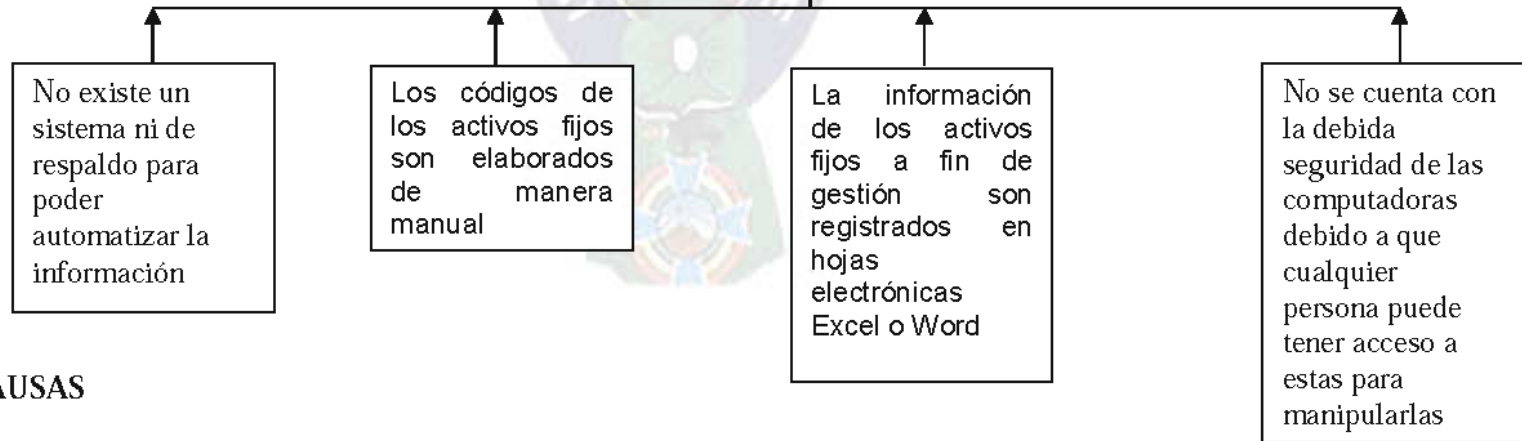 No existe un
sistema ni de
respaldo para
poder
automatizar la
información
Los códigos de
los activos fijos
son elaborados
de manera
manual
La información
de los activos
fijos a fin de
gestión son
registrados en
hojas
electrónicas
Excel o Word
No se cuenta con
la debida
seguridad de las
computadoras
debido a que
cualquier
persona puede
tener acceso a
estas para
manipularlas
AUSAS